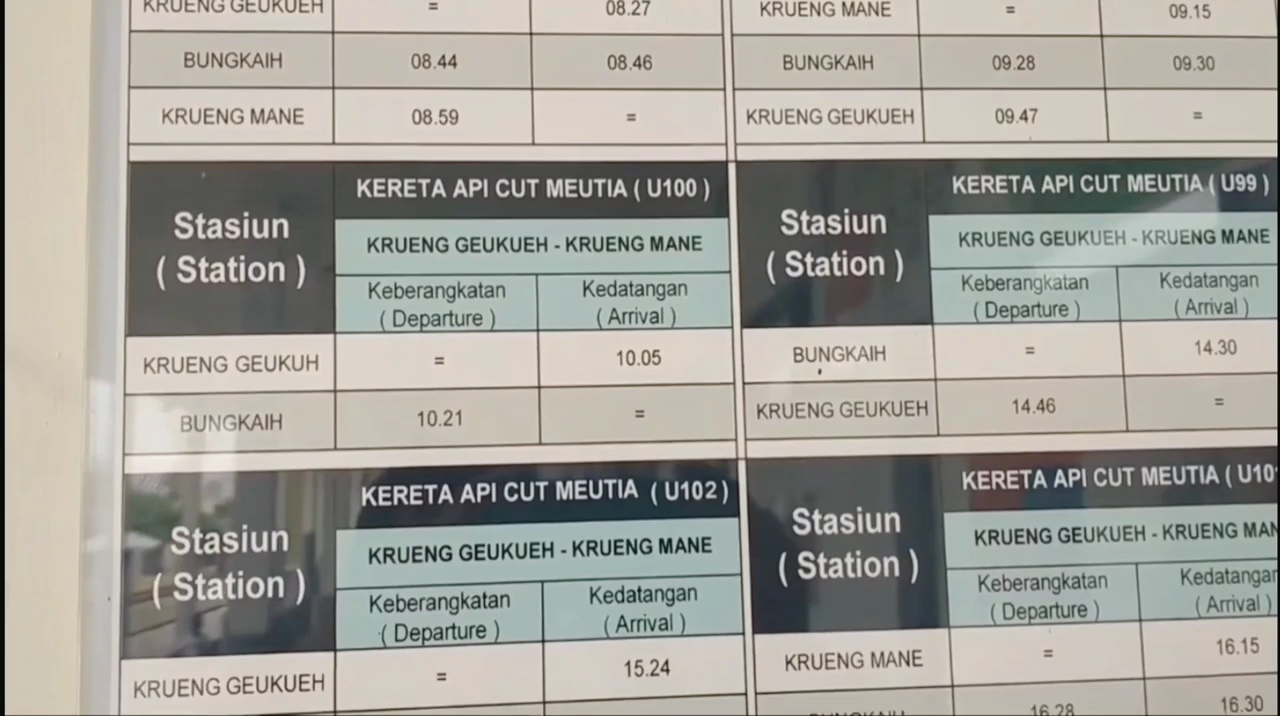 KRUENG GEUKUEH = 08.27
BUNGKAIH 08.44 08.46
KRUENG MANE 08.59 =
KRUENG MANE = 09.15
BUNGKAIH 09.28 09.30
KRUENG GEUKUEH 09.47 =
Stasiun
( Station )
KERETA API CUT MEUTIA ( U100 )
KRUENG GEUKUEH - KRUENG MANE
Keberangkatan
( Departure )
Kedatangan
( Arrival )
KRUENG GEUKUH = 10.05
BUNGKAIH 10.21 =
Stasiun
( Station )
KERETA API CUT MEUTIA ( U99 )
KRUENG GEUKUEH - KRUENG MANE
Keberangkatan
( Departure )
Kedatangan
( Arrival )
BUNGKAIH = 14.30
KRUENG GEUKUEH 14.46 =
Stasiun
( Station )
KERETA API CUT MEUTIA ( U102 )
KRUENG GEUKUEH - KRUENG MANE
Keberangkatan
( Departure )
Kedatangan
( Arrival )
KRUENG GEUKUEH = 15.24
Stasiun
( Station )
KERETA API CUT MEUTIA ( U10
KRUENG GEUKUEH - KRUENG MAN
Keberangkatan
( Departure )
Kedatangan
( Arrival )
KRUENG MANE = 16.15
BUNGKAIH 16.28 16.30